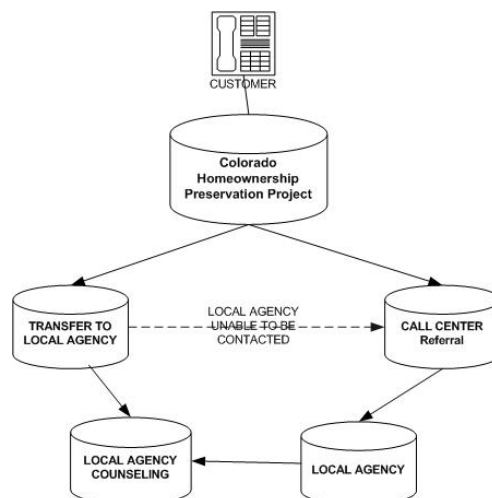 CUSTOMER
Colorado
Homeownership
Preservation Project
TRANSFER TO
LOCAL AGENCY
LOCAL AGENCY
UNABLE TO BE
CONTACTED
CALL CENTER
Referral
LOCAL AGENCY
COUNSELING
LOCAL AGENCY